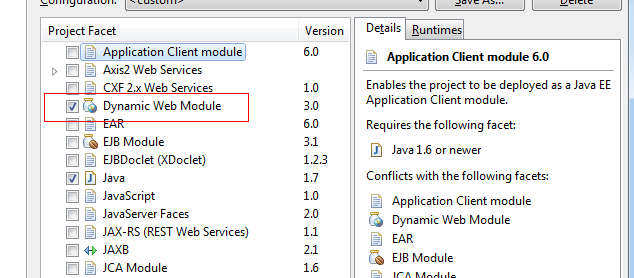 Configuration: <custom> Save As... Delete
Project Facet Version
Application Client module 6.0
Axis2 Web Services
CXF 2.x Web Services 1.0
Dynamic Web Module 3.0
EAR 6.0
EJB Module 3.1
EJBDoclet (XDoclet) 1.2.3
Java 1.7
JavaScript 1.0
JavaServer Faces 2.0
JAX-RS (REST Web Services) 1.1
JAXB 2.1
JCA Module 1.6
Details Runtimes
Application Client module 6.0
Enables the project to be deployed as a Java EE
Application Client module.
Requires the following facet:
Java 1.6 or newer
Conflicts with the following facets:
Application Client module
Dynamic Web Module
EAR
EJB Module
JCA Module